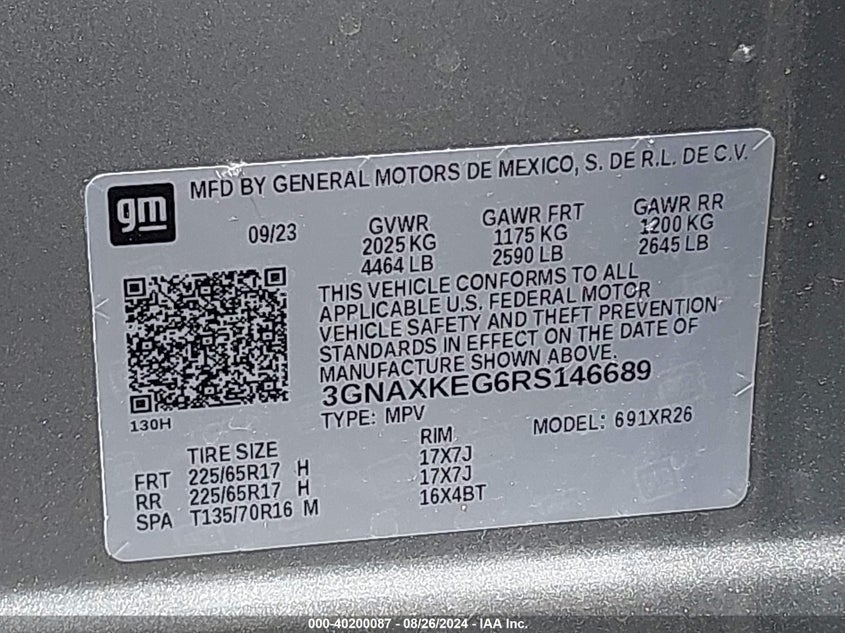 gm
MFD BY GENERAL MOTORS DE MEXICO, S. DE R.L. DE C.V.
09/23
GVWR
2025 KG
4464 LB
GAWR FRT
1175 KG
2590 LB
GAWR RR
1200 KG
2645 LB
THIS VEHICLE CONFORMS TO ALL
APPLICABLE U.S. FEDERAL MOTOR
VEHICLE SAFETY AND THEFT PREVENTION
STANDARDS IN EFFECT ON THE DATE OF
MANUFACTURE SHOWN ABOVE.
3GNAXKEG6RS146689
130H
TYPE: MPV
MODEL: 691XR26
TIRE SIZE RIM
FRT 225/65R17 H 17X7J
RR 225/65R17 H 17X7J
SPA T135/70R16 M 16X4BT
000-40200087 - 08/26/2024 - IAA Inc.